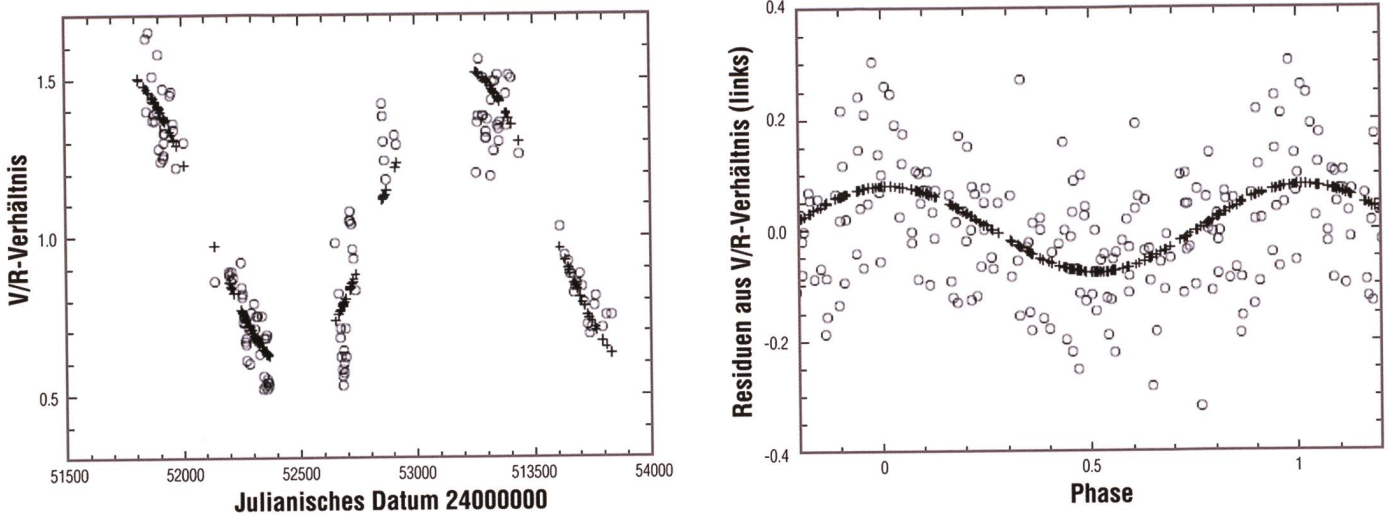 V/R-Verhältnis
1.5
1.0
0.5
51500 52000 52500 53000 513500 54000
Julianisches Datum 24000000
Residuen aus V/R-Verhältnis (links)
0.4
0.2
0.0
-0.2
-0.4
0 0.5 1
Phase